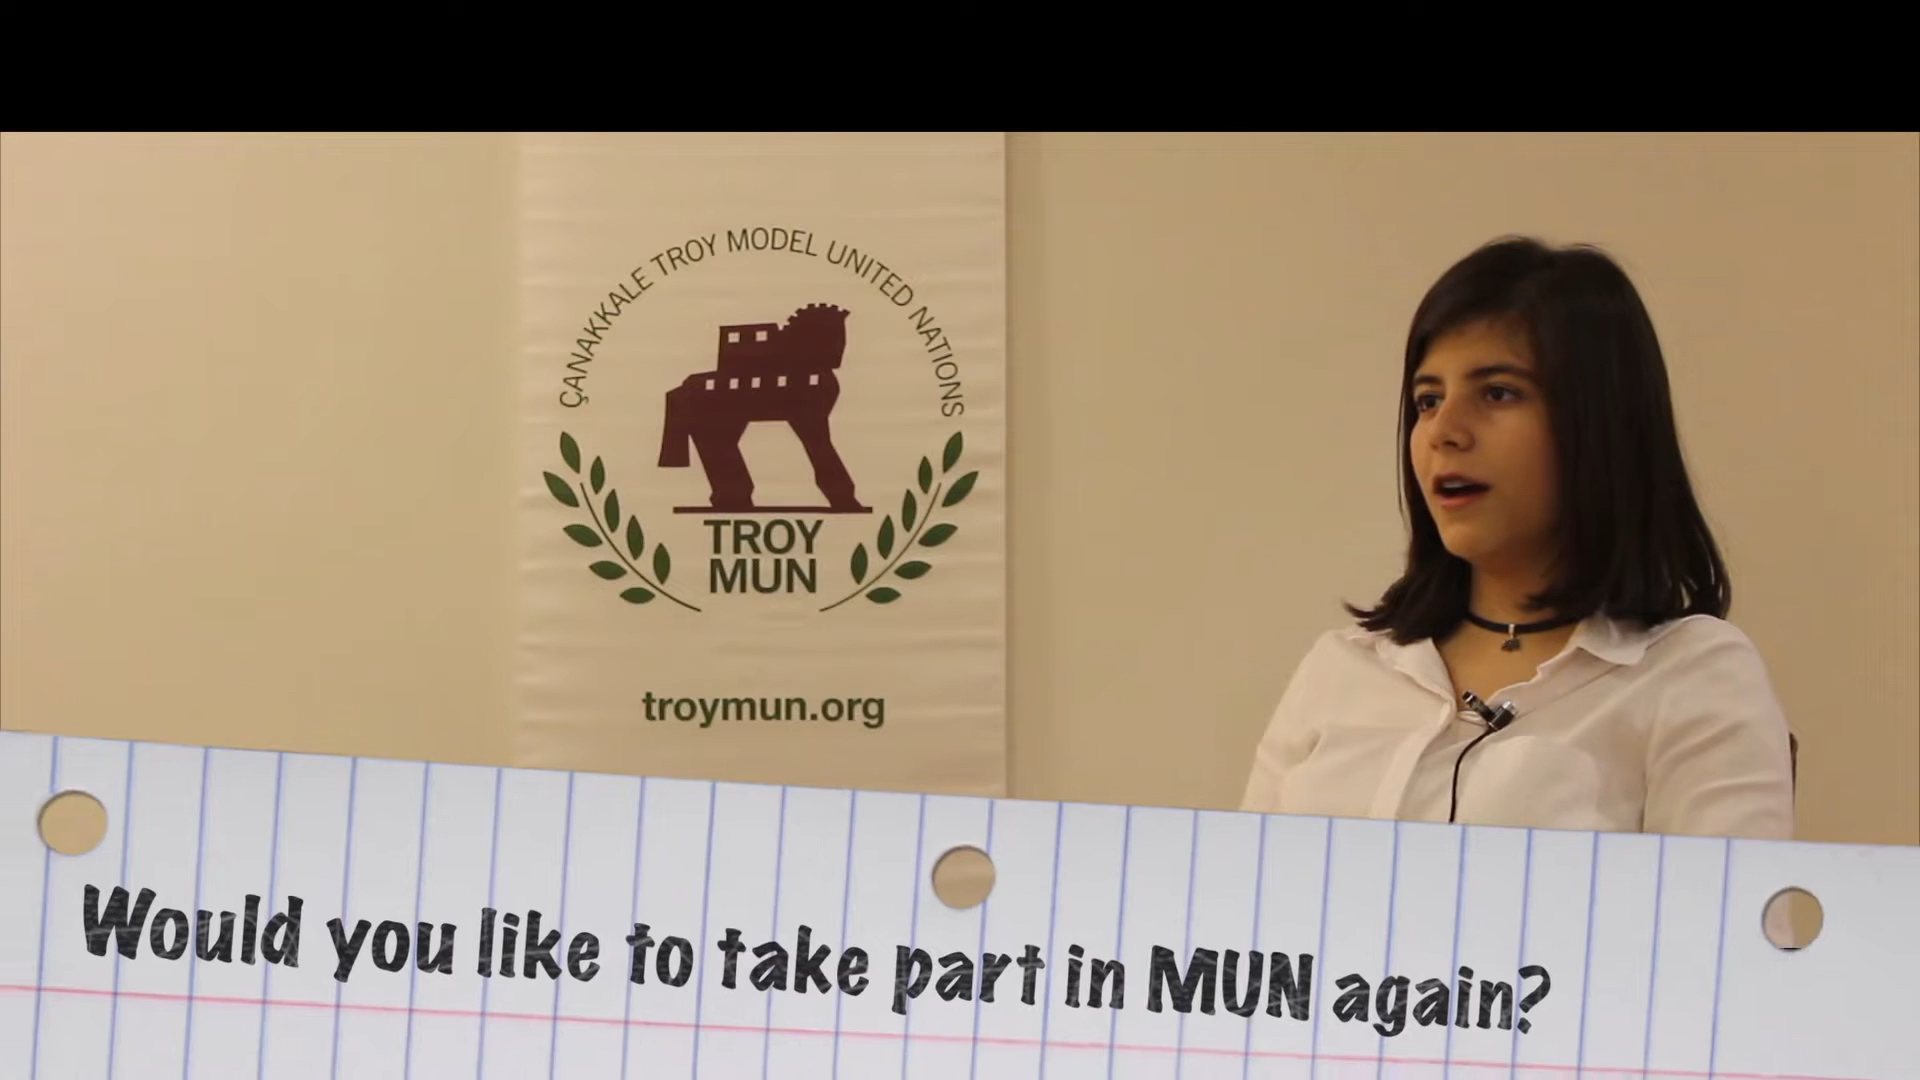 ÇANAKKALE TROY MODEL UNITED NATIONS
TROY
MUN
troymun.org
Would you like to take part in MUN again?